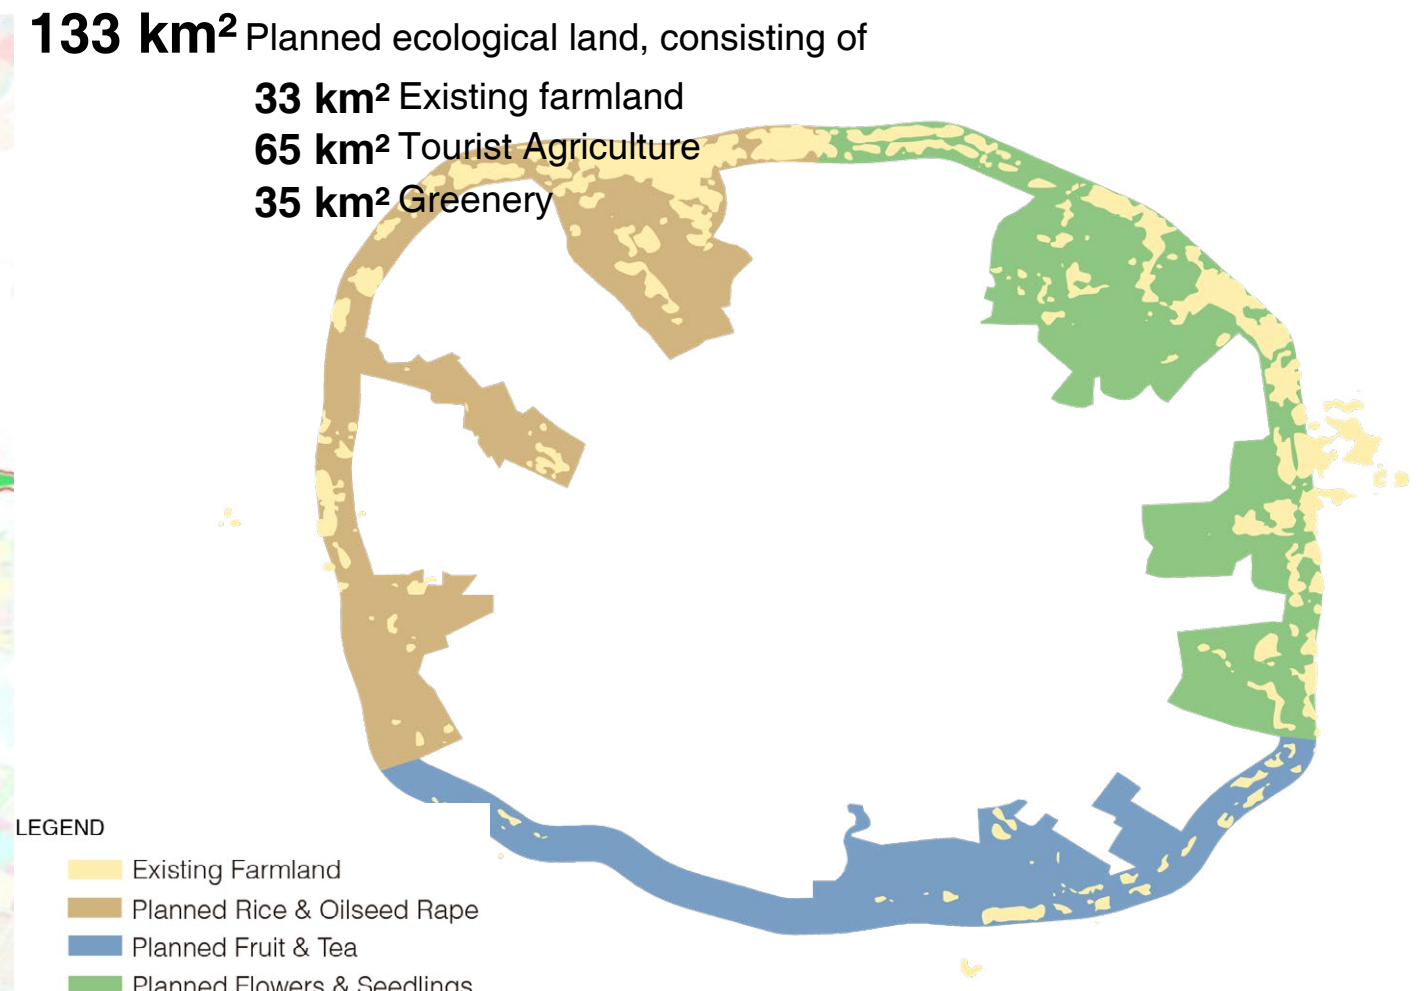 133 km² Planned ecological land, consisting of
33 km² Existing farmland
65 km² Tourist Agriculture
35 km² Greenery
LEGEND
Existing Farmland
Planned Rice & Oilseed Rape
Planned Fruit & Tea
Planned Flowers & Seedlings